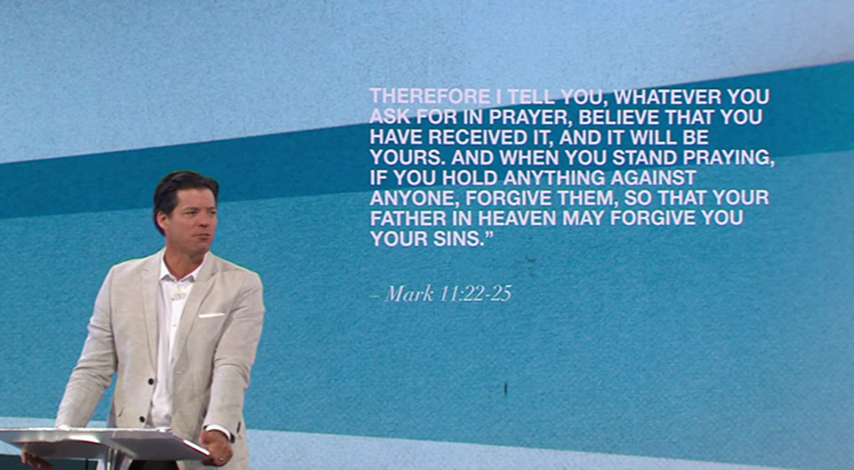 THEREFORE I TELL YOU, WHATEVER YOU
ASK FOR IN PRAYER, BELIEVE THAT YOU
HAVE RECEIVED IT, AND IT WILL BE
YOURS. AND WHEN YOU STAND PRAYING,
IF YOU HOLD ANYTHING AGAINST
ANYONE, FORGIVE THEM, SO THAT YOUR
FATHER IN HEAVEN MAY FORGIVE YOU
YOUR SINS.”
– Mark 11:22-25